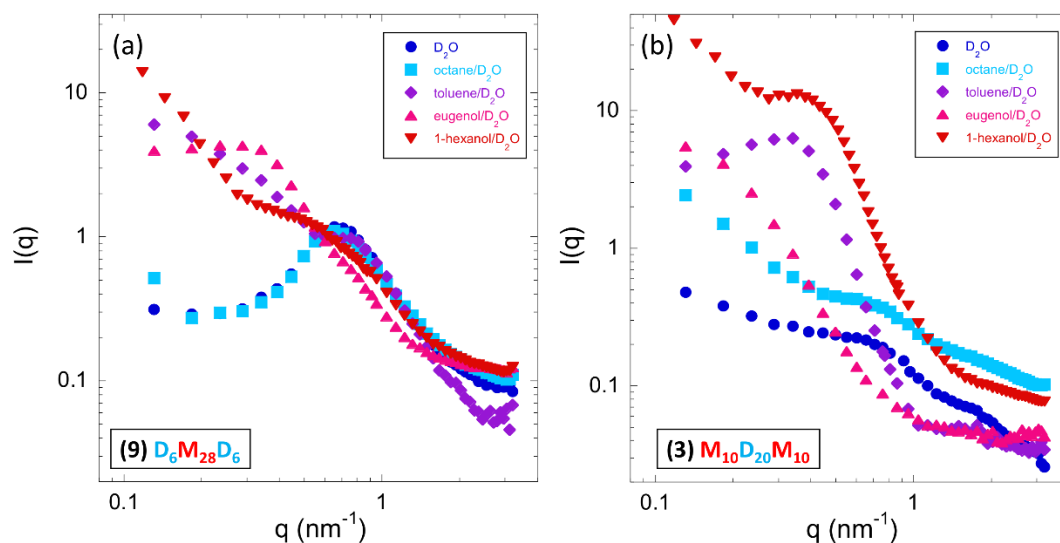 (a)
D₂O
octane/D₂O
toluene/D₂O
eugenol/D₂O
1-hexanol/D₂O
10
1
0.1
I(q)
(9) D₆M₂₈D₆
0.1
1
q (nm⁻¹)
(b)
D₂O
octane/D₂O
toluene/D₂O
eugenol/D₂O
1-hexanol/D₂O
10
1
0.1
I(q)
(3) M₁₀D₂₀M₁₀
0.1
1
q (nm⁻¹)